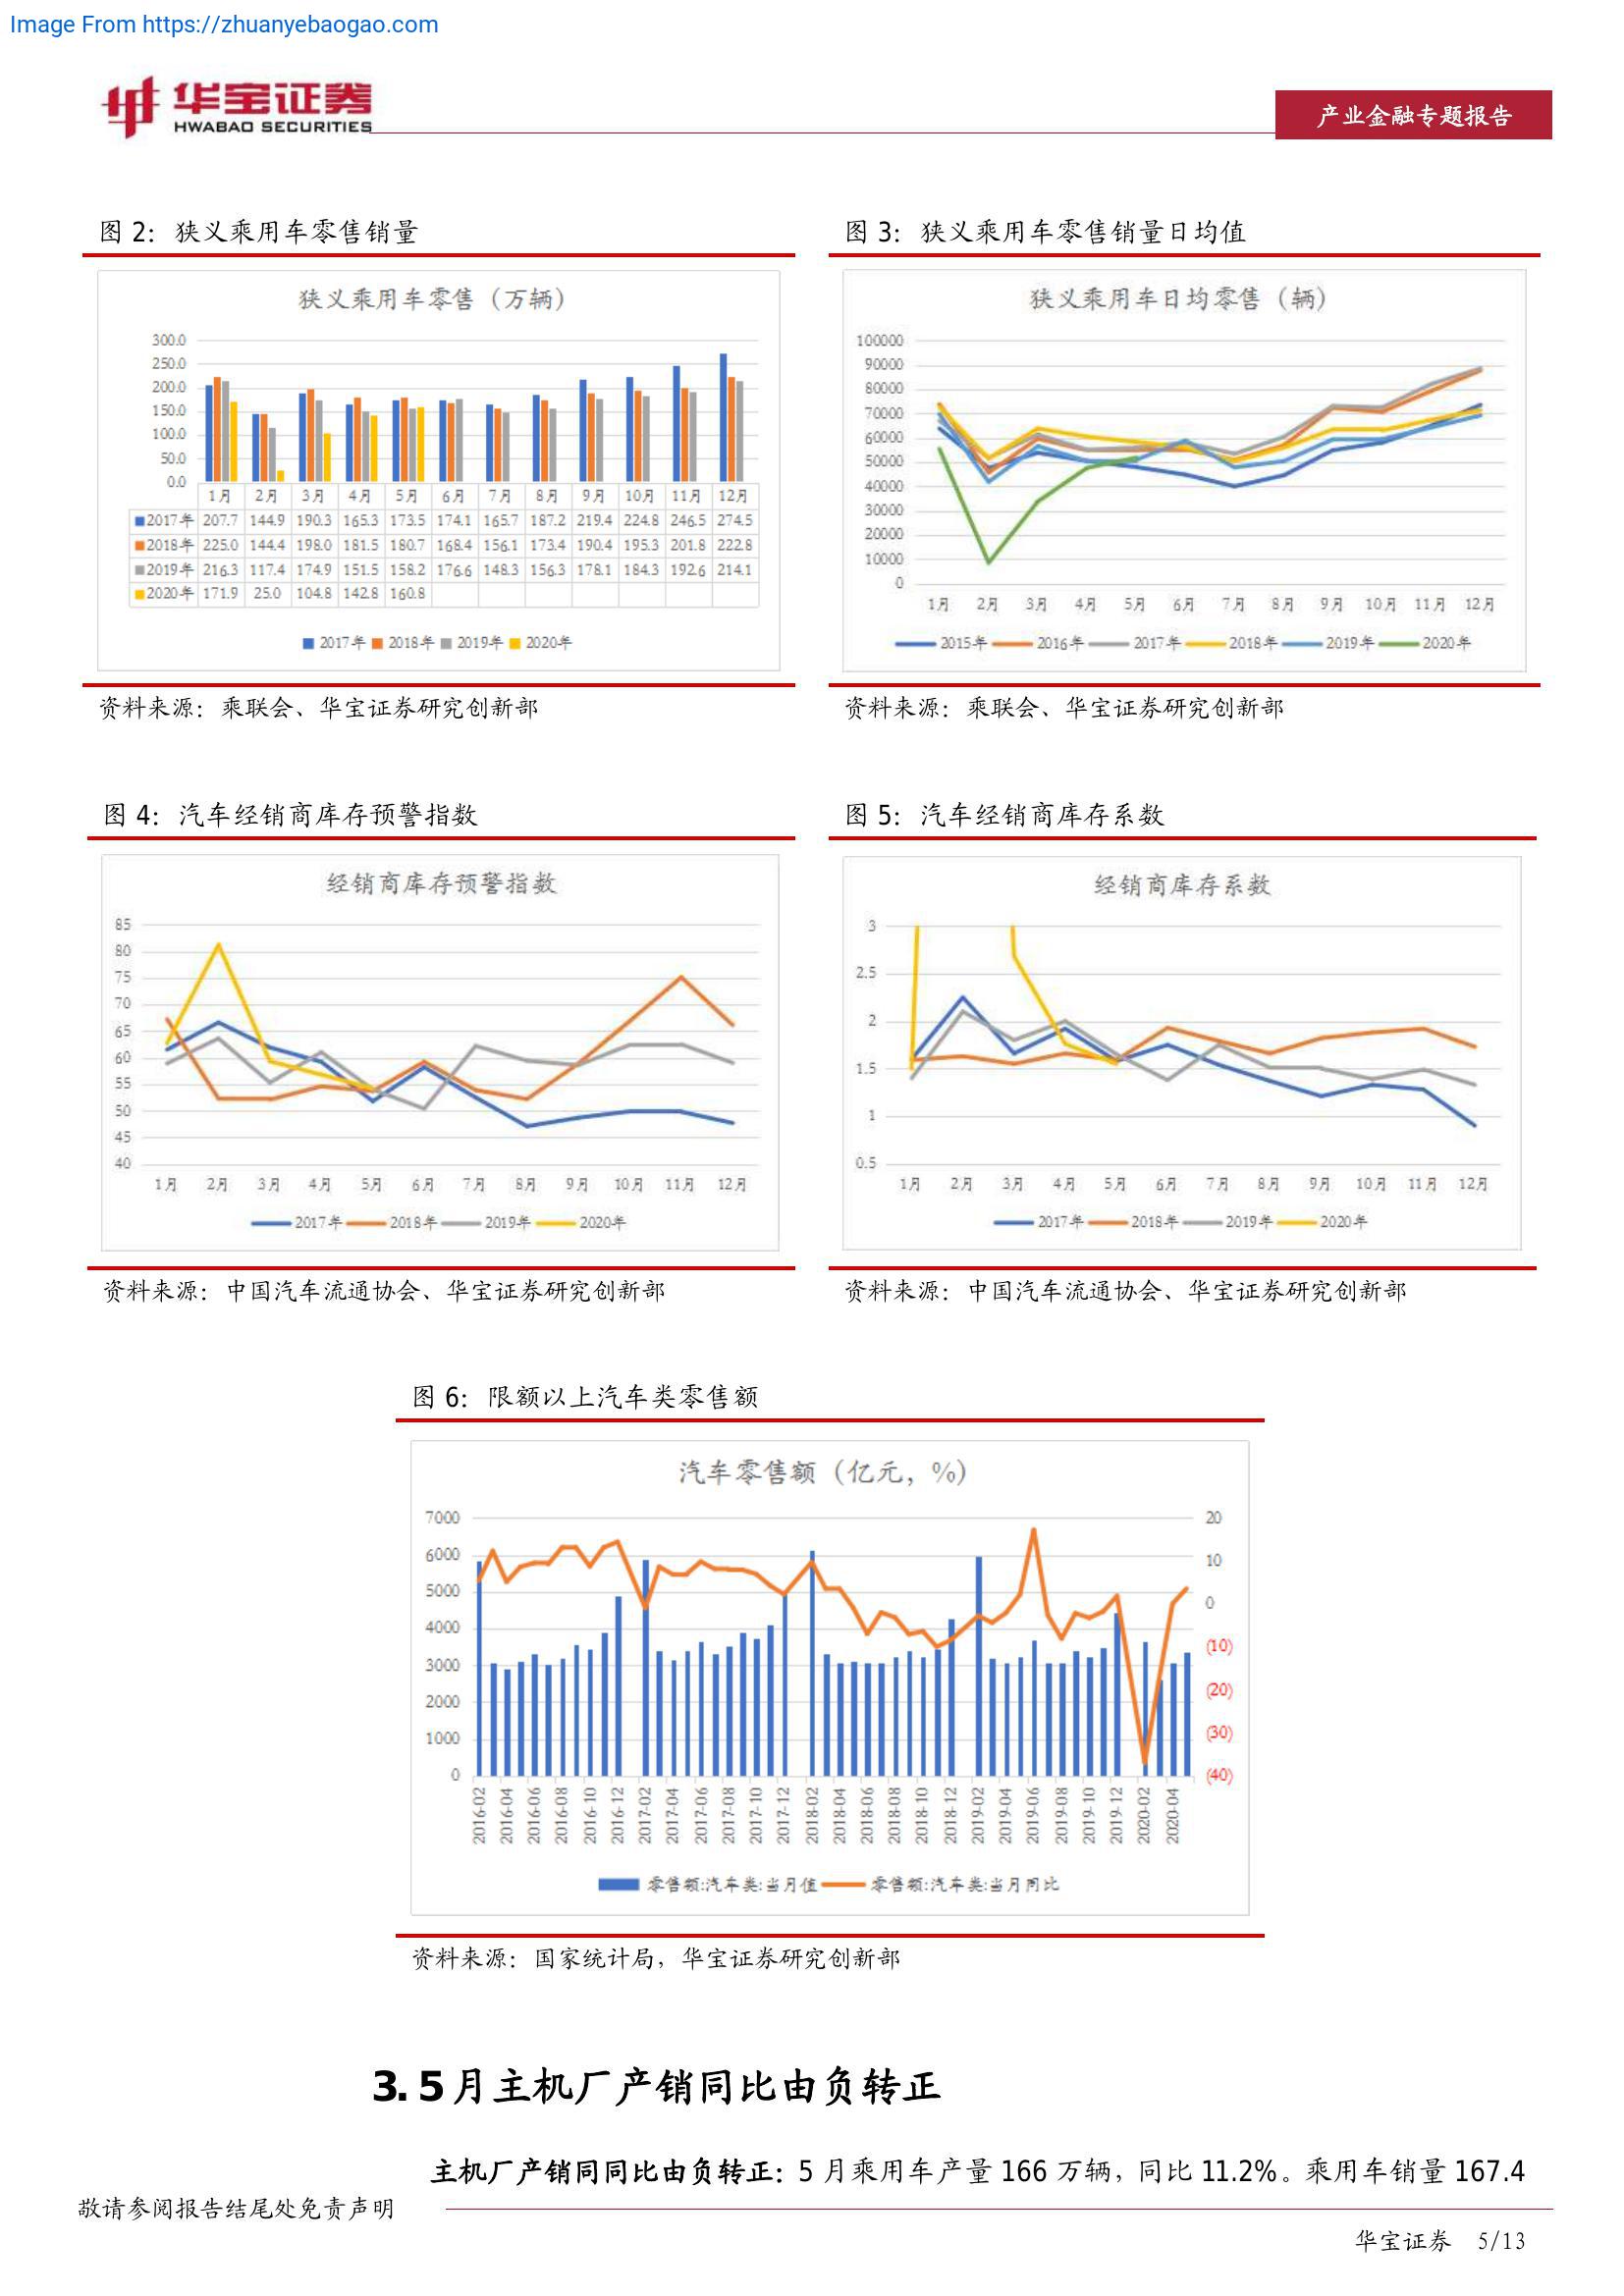 Image From https://zhuanyebaogao.com
华宝证券
HWABAO SECURITIES
产业金融专题报告
图 2：狭义乘用车零售销量
狭义乘用车零售（万辆）
300.0
250.0
200.0
150.0
100.0
50.0
0.0
1月 2月 3月 4月 5月 6月 7月 8月 9月 10月 11月 12月
2017年 207.7 144.9 190.3 165.3 173.5 174.1 165.7 187.2 219.4 224.8 246.5 274.5
2018年 225.0 144.4 198.0 181.5 180.7 168.4 156.1 173.4 190.4 195.3 201.8 222.8
2019年 216.3 117.4 174.9 151.5 158.2 176.6 148.3 156.3 178.1 184.3 192.6 214.1
2020年 171.9 25.0 104.8 142.8 160.8
2017年 2018年 2019年 2020年
资料来源：乘联会、华宝证券研究创新部
图 3：狭义乘用车零售销量日均值
狭义乘用车日均零售（辆）
100000
90000
80000
70000
60000
50000
40000
30000
20000
10000
0
1月 2月 3月 4月 5月 6月 7月 8月 9月 10月 11月 12月
2015年 2016年 2017年 2018年 2019年 2020年
资料来源：乘联会、华宝证券研究创新部
图 4：汽车经销商库存预警指数
经销商库存预警指数
85
80
75
70
65
60
55
50
45
40
1月 2月 3月 4月 5月 6月 7月 8月 9月 10月 11月 12月
2017年 2018年 2019年 2020年
资料来源：中国汽车流通协会、华宝证券研究创新部
图 5：汽车经销商库存系数
经销商库存系数
3
2.5
2
1.5
1
0.5
1月 2月 3月 4月 5月 6月 7月 8月 9月 10月 11月 12月
2017年 2018年 2019年 2020年
资料来源：中国汽车流通协会、华宝证券研究创新部
图 6：限额以上汽车类零售额
汽车零售额（亿元，%）
7000
6000
5000
4000
3000
2000
1000
0
20
10
0
(10)
(20)
(30)
(40)
2016-02 2016-04 2016-06 2016-08 2016-10 2016-12 2017-02 2017-04 2017-06 2017-08 2017-10 2017-12 2018-02 2018-04 2018-06 2018-08 2018-10 2018-12 2019-02 2019-04 2019-06 2019-08 2019-10 2019-12 2020-02 2020-04
零售额:汽车类:当月值 零售额:汽车类:当月同比
资料来源：国家统计局，华宝证券研究创新部
3. 5 月主机厂产销同比由负转正
主机厂产销同同比由负转正：5 月乘用车产量 166 万辆，同比 11.2%。乘用车销量 167.4
敬请参阅报告结尾处免责声明
华宝证券 5/13